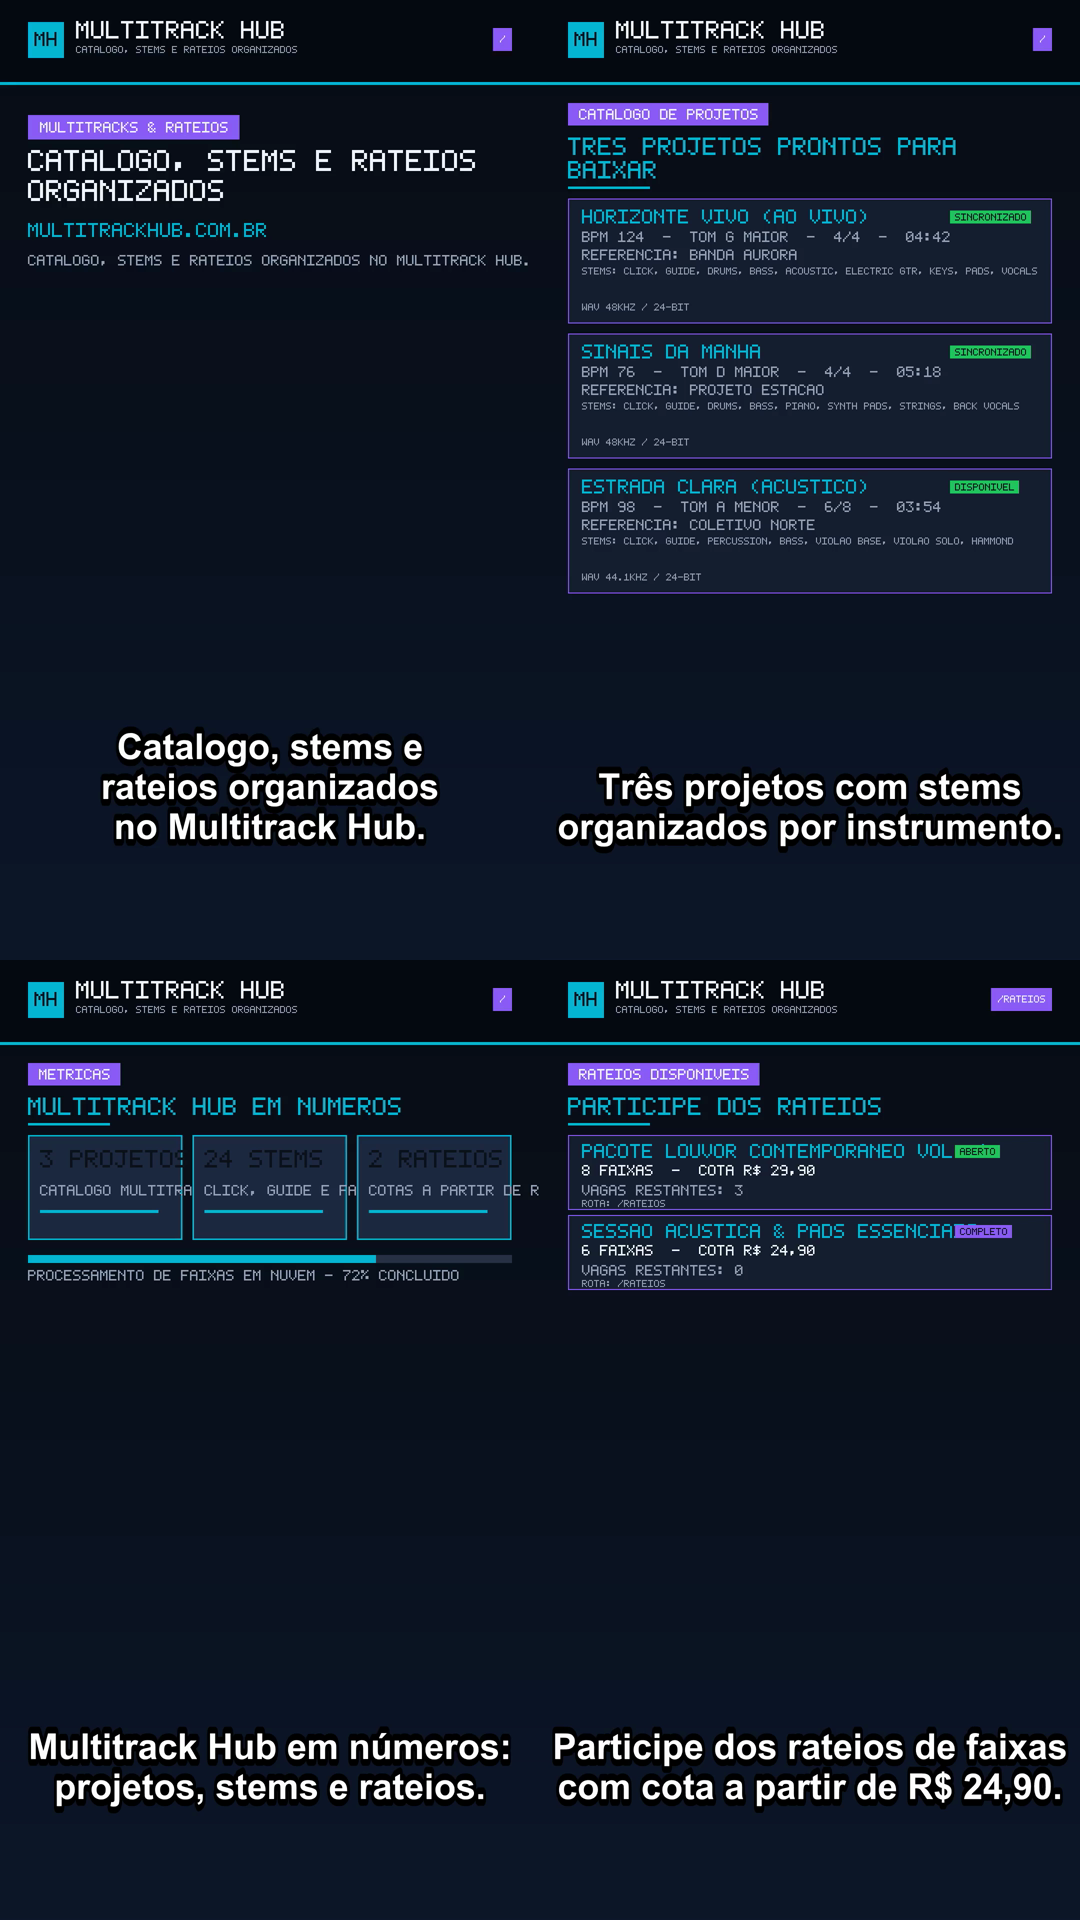 MH
MULTITRACK HUB
CATALOGO, STEMS E RATEIOS ORGANIZADOS
/
MULTITRACKS & RATEIOS
CATALOGO, STEMS E RATEIOS
ORGANIZADOS
MULTITRACKHUB.COM.BR
CATALOGO, STEMS E RATEIOS ORGANIZADOS NO MULTITRACK HUB.
Catalogo, stems e
rateios organizados
no Multitrack Hub.
MH
MULTITRACK HUB
CATALOGO, STEMS E RATEIOS ORGANIZADOS
/
CATALOGO DE PROJETOS
TRES PROJETOS PRONTOS PARA
BAIXAR
HORIZONTE VIVO (AO VIVO)
SINCRONIZADO
BPM 124 - TOM G MAIOR - 4/4 - 04:42
REFERENCIA: BANDA AURORA
STEMS: CLICK, GUIDE, DRUMS, BASS, ACOUSTIC, ELECTRIC GTR, KEYS, PADS, VOCALS
WAV 48KHZ / 24-BIT
SINAIS DA MANHA
SINCRONIZADO
BPM 76 - TOM D MAIOR - 4/4 - 05:18
REFERENCIA: PROJETO ESTACAO
STEMS: CLICK, GUIDE, DRUMS, BASS, PIANO, SYNTH PADS, STRINGS, BACK VOCALS
WAV 48KHZ / 24-BIT
ESTRADA CLARA (ACUSTICO)
DISPONIVEL
BPM 98 - TOM A MENOR - 6/8 - 03:54
REFERENCIA: COLETIVO NORTE
STEMS: CLICK, GUIDE, PERCUSSION, BASS, VIOLAO BASE, VIOLAO SOLO, HAMMOND
WAV 44.1KHZ / 24-BIT
Três projetos com stems
organizados por instrumento.
MH
MULTITRACK HUB
CATALOGO, STEMS E RATEIOS ORGANIZADOS
/
METRICAS
MULTITRACK HUB EM NUMEROS
3 PROJETOS
CATALOGO MULTITRA
24 STEMS
CLICK, GUIDE E FA
2 RATEIOS
COTAS A PARTIR DE R
PROCESSAMENTO DE FAIXAS EM NUVEM - 72% CONCLUIDO
Multitrack Hub em números:
projetos, stems e rateios.
MH
MULTITRACK HUB
CATALOGO, STEMS E RATEIOS ORGANIZADOS
/RATEIOS
RATEIOS DISPONIVEIS
PARTICIPE DOS RATEIOS
PACOTE LOUVOR CONTEMPORANEO VOL
ABERTO
8 FAIXAS - COTA R$ 29,90
VAGAS RESTANTES: 3
ROTA: /RATEIOS
SESSAO ACUSTICA & PADS ESSENCIAIS
COMPLETO
6 FAIXAS - COTA R$ 24,90
VAGAS RESTANTES: 0
ROTA: /RATEIOS
Participe dos rateios de faixas
com cota a partir de R$ 24,90.